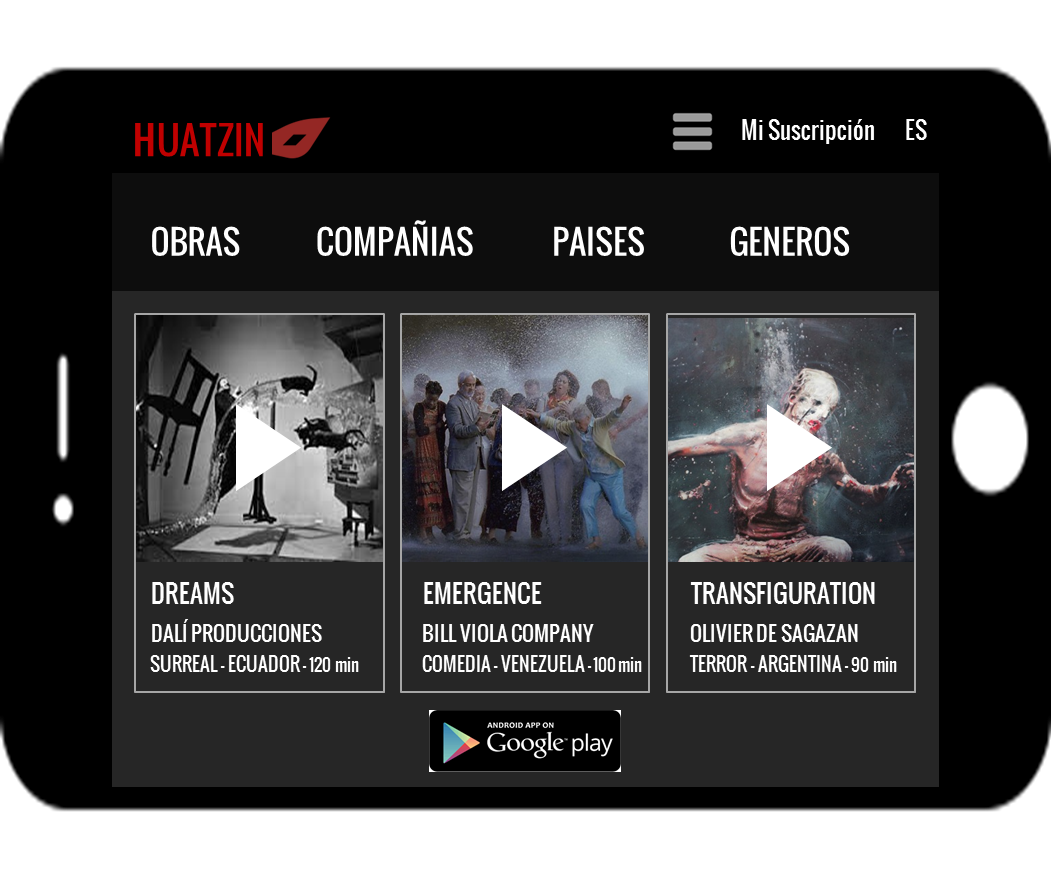 HUATZIN
Mi Suscripción ES
OBRAS COMPAÑIAS PAISES GENEROS
DREAMS
DALÍ PRODUCCIONES
SURREAL - ECUADOR - 120 min
EMERGENCE
BILL VIOLA COMPANY
COMEDIA - VENEZUELA - 100 min
TRANSFIGURATION
OLIVIER DE SAGAZAN
TERROR - ARGENTINA - 90 min
ANDROID APP ON
Google play